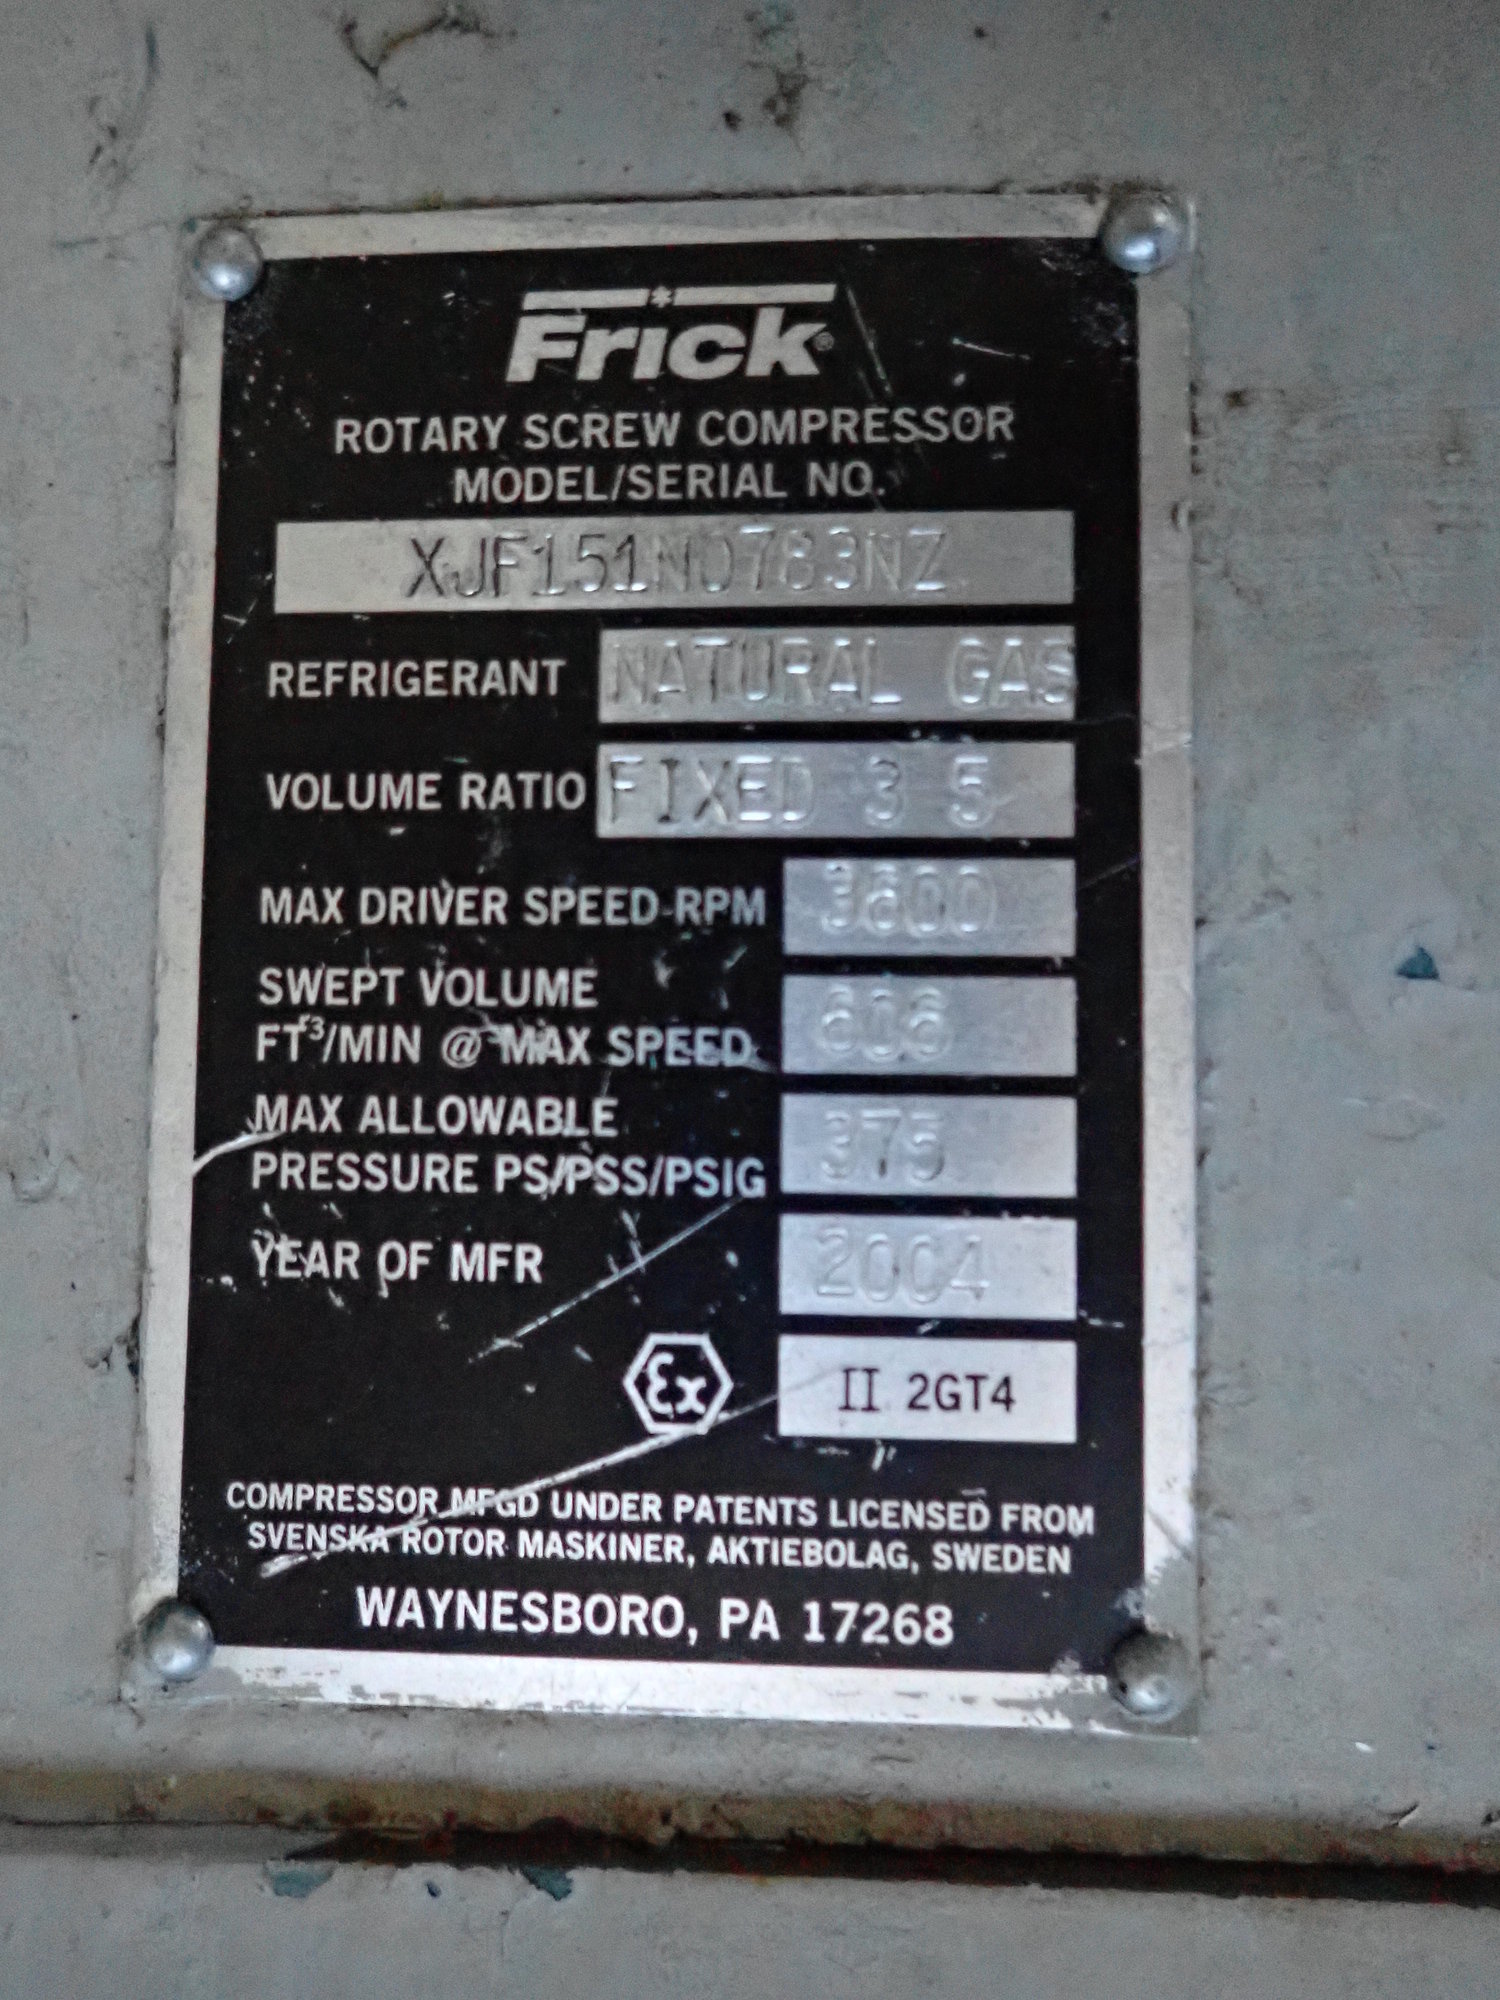 Frick®
ROTARY SCREW COMPRESSOR
MODEL/SERIAL NO.
XJF151N0783NZ
REFRIGERANT NATURAL GAS
VOLUME RATIO FIXED 3 5
MAX DRIVER SPEED-RPM 3600
SWEPT VOLUME
FT³/MIN @ MAX SPEED 606
MAX ALLOWABLE
PRESSURE PS/PSS/PSIG 375
YEAR OF MFR 2004
Ex II 2GT4
COMPRESSOR MFGD UNDER PATENTS LICENSED FROM
SVENSKA ROTOR MASKINER, AKTIEBOLAG, SWEDEN
WAYNESBORO, PA 17268